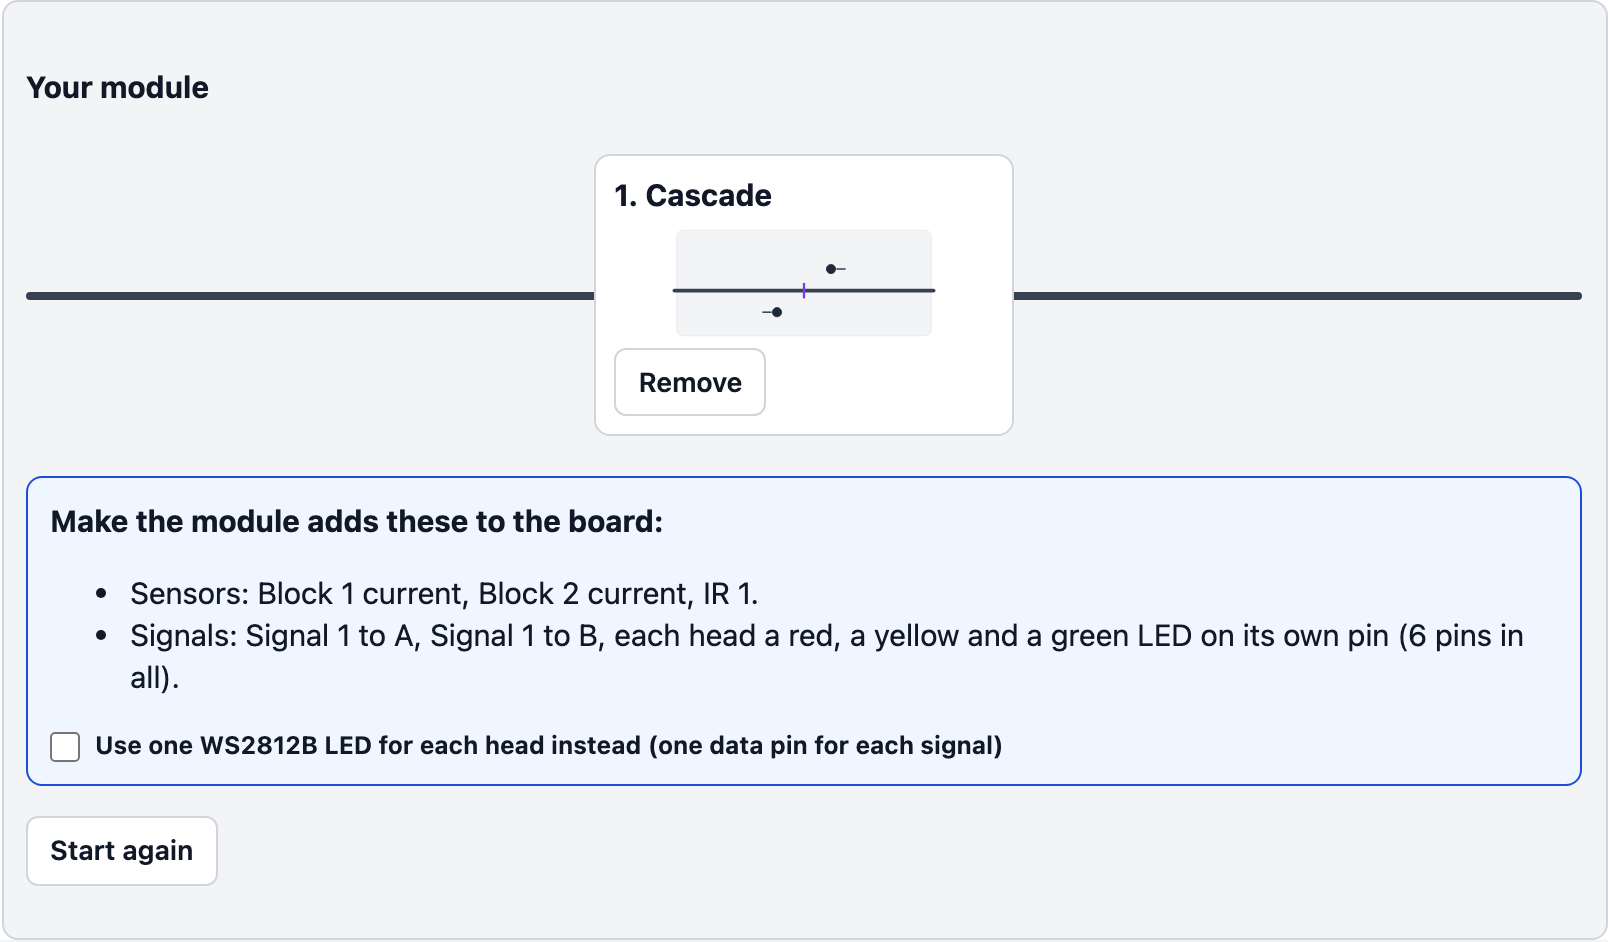 Your module
1. Cascade
Remove
Make the module adds these to the board:
• Sensors: Block 1 current, Block 2 current, IR 1.
• Signals: Signal 1 to A, Signal 1 to B, each head a red, a yellow and a green LED on its own pin (6 pins in
all).
Use one WS2812B LED for each head instead (one data pin for each signal)
Start again